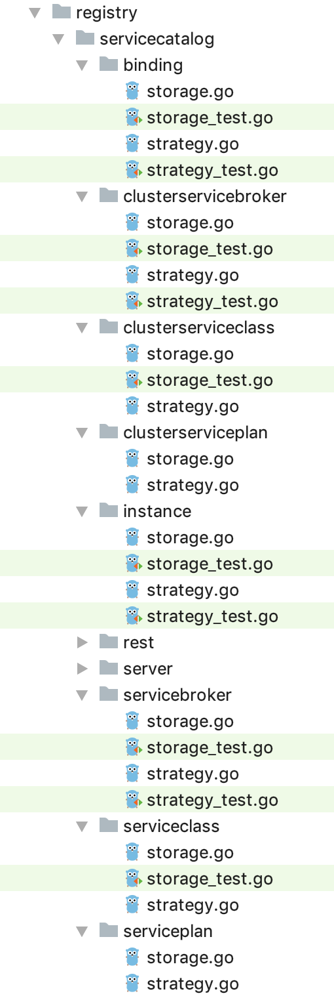 registry
servicecatalog
binding
storage.go
storage_test.go
strategy.go
strategy_test.go
clusterservicebroker
storage.go
storage_test.go
strategy.go
strategy_test.go
clusterserviceclass
storage.go
storage_test.go
strategy.go
clusterserviceplan
storage.go
strategy.go
instance
storage.go
storage_test.go
strategy.go
strategy_test.go
rest
server
servicebroker
storage.go
storage_test.go
strategy.go
strategy_test.go
serviceclass
storage.go
storage_test.go
strategy.go
serviceplan
storage.go
strategy.go